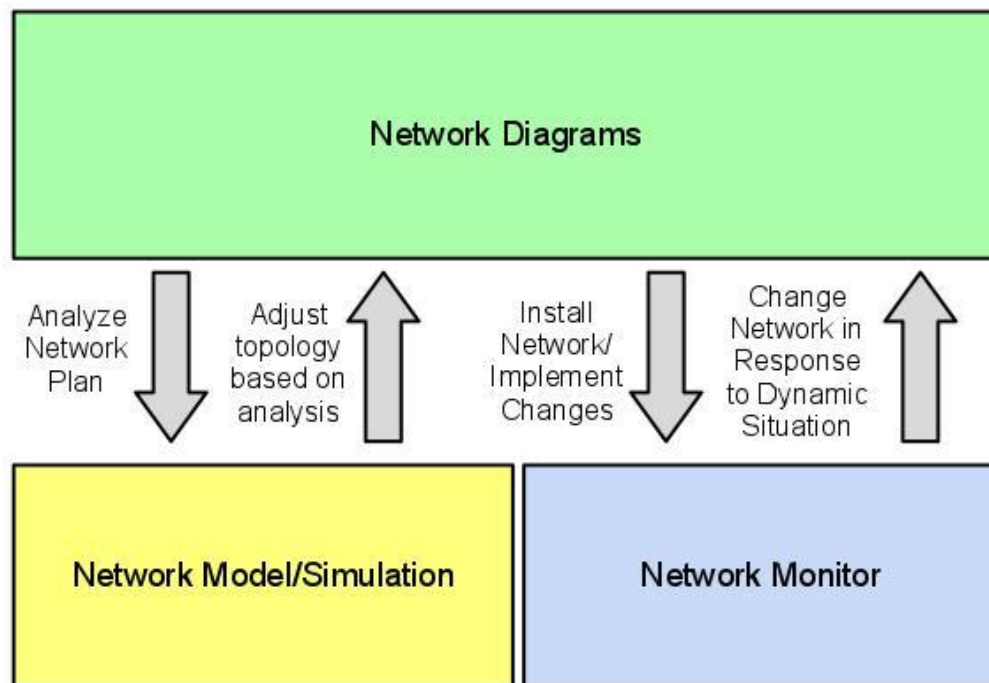 Network Diagrams
Analyze
Network
Plan
Adjust
topology
based on
analysis
Install
Network/
Implement
Changes
Change
Network in
Response
to Dynamic
Situation
Network Model/Simulation
Network Monitor